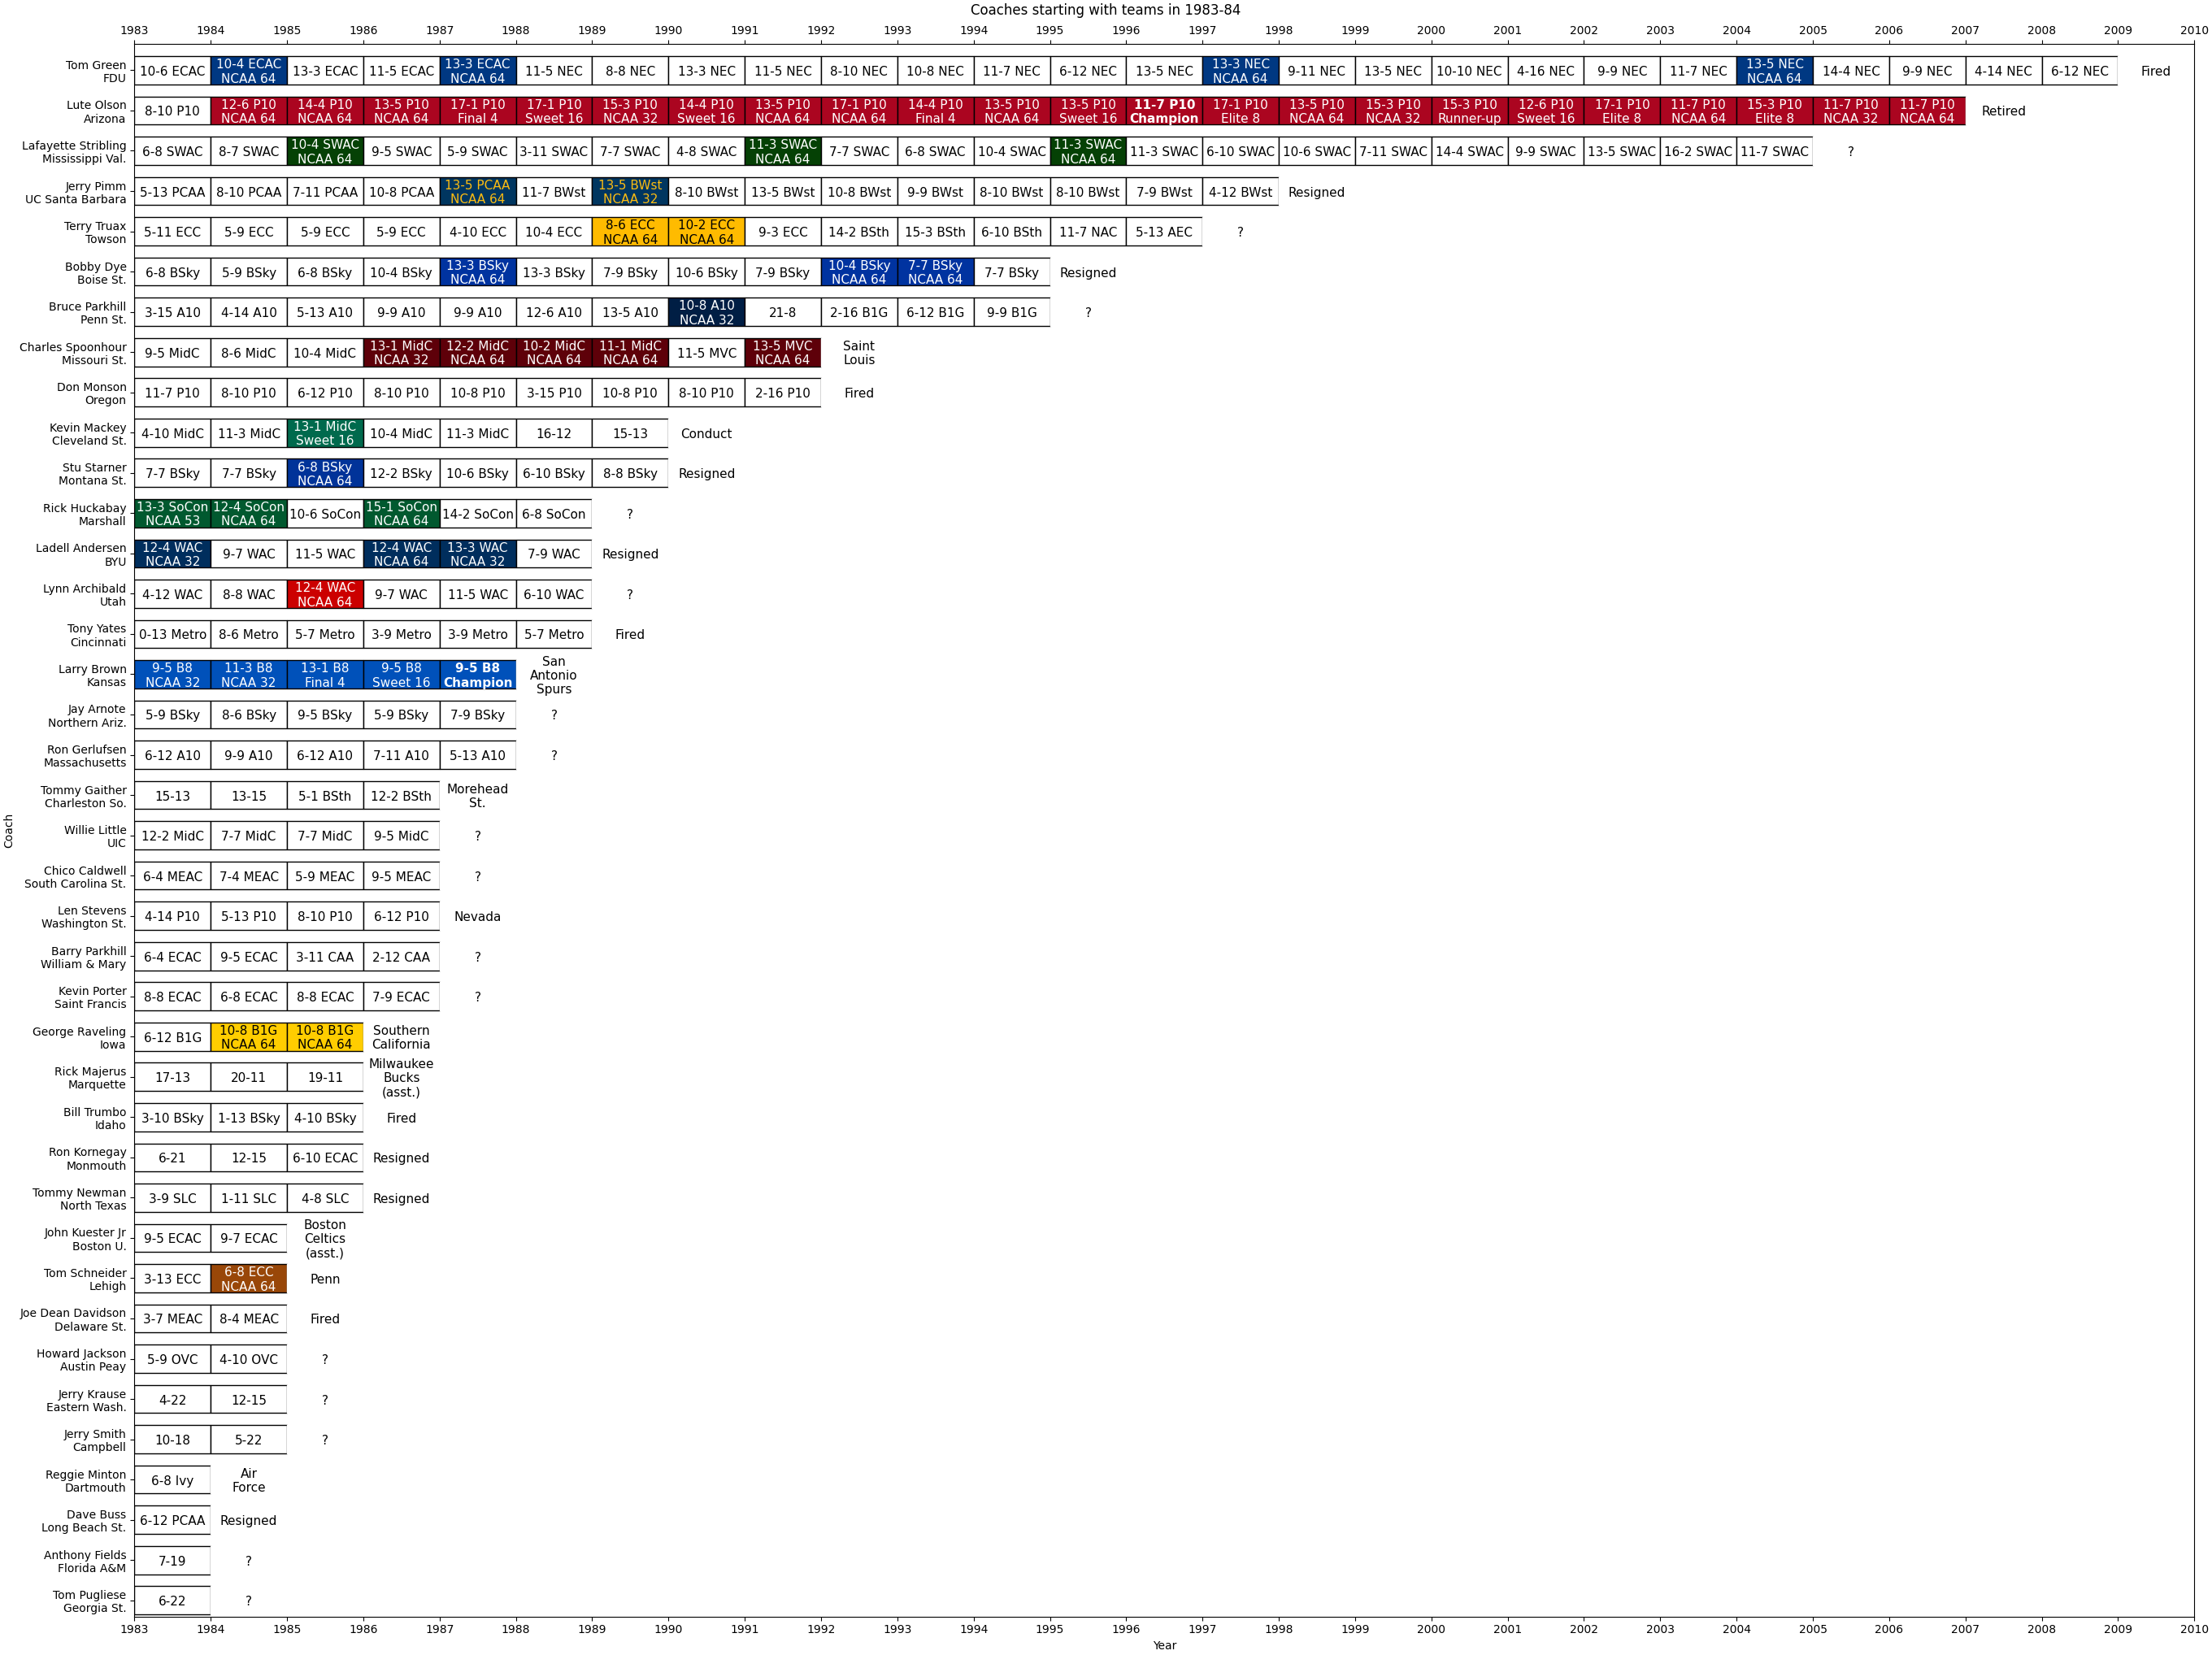 Coaches starting with teams in 1983-84
1983 1984 1985 1986 1987 1988 1989 1990 1991 1992 1993 1994 1995 1996 1997 1998 1999 2000 2001 2002 2003 2004 2005 2006 2007 2008 2009 2010
Tom Green
FDU
10-6 ECAC
10-4 ECAC
NCAA 64
13-3 ECAC
11-5 ECAC
13-3 ECAC
NCAA 64
11-5 NEC
8-8 NEC
13-3 NEC
11-5 NEC
8-10 NEC
10-8 NEC
11-7 NEC
6-12 NEC
13-5 NEC
13-3 NEC
NCAA 64
9-11 NEC
13-5 NEC
10-10 NEC
4-16 NEC
9-9 NEC
11-7 NEC
13-5 NEC
NCAA 64
14-4 NEC
9-9 NEC
4-14 NEC
6-12 NEC
Fired
Lute Olson
Arizona
8-10 P10
12-6 P10
NCAA 64
14-4 P10
NCAA 64
13-5 P10
NCAA 64
17-1 P10
Final 4
17-1 P10
Sweet 16
15-3 P10
NCAA 32
14-4 P10
Sweet 16
13-5 P10
NCAA 64
17-1 P10
NCAA 64
14-4 P10
Final 4
13-5 P10
NCAA 64
13-5 P10
Sweet 16
11-7 P10
Champion
17-1 P10
Elite 8
13-5 P10
NCAA 64
15-3 P10
NCAA 32
15-3 P10
Runner-up
12-6 P10
Sweet 16
17-1 P10
Elite 8
11-7 P10
NCAA 64
15-3 P10
Elite 8
11-7 P10
NCAA 32
11-7 P10
NCAA 64
Retired
Lafayette Stribling
Mississippi Val.
6-8 SWAC
8-7 SWAC
10-4 SWAC
NCAA 64
9-5 SWAC
5-9 SWAC
3-11 SWAC
7-7 SWAC
4-8 SWAC
11-3 SWAC
NCAA 64
7-7 SWAC
6-8 SWAC
10-4 SWAC
11-3 SWAC
NCAA 64
11-3 SWAC
6-10 SWAC
10-6 SWAC
7-11 SWAC
14-4 SWAC
9-9 SWAC
13-5 SWAC
16-2 SWAC
11-7 SWAC
?
Jerry Pimm
UC Santa Barbara
5-13 PCAA
8-10 PCAA
7-11 PCAA
10-8 PCAA
13-5 PCAA
NCAA 64
11-7 BWst
13-5 BWst
NCAA 32
8-10 BWst
13-5 BWst
10-8 BWst
9-9 BWst
8-10 BWst
8-10 BWst
7-9 BWst
4-12 BWst
Resigned
Terry Truax
Towson
5-11 ECC
5-9 ECC
5-9 ECC
5-9 ECC
4-10 ECC
10-4 ECC
8-6 ECC
NCAA 64
10-2 ECC
NCAA 64
9-3 ECC
14-2 BSth
15-3 BSth
6-10 BSth
11-7 NAC
5-13 AEC
?
Bobby Dye
Boise St.
6-8 BSky
5-9 BSky
6-8 BSky
10-4 BSky
13-3 BSky
NCAA 64
13-3 BSky
7-9 BSky
10-6 BSky
7-9 BSky
10-4 BSky
NCAA 64
7-7 BSky
NCAA 64
7-7 BSky
Resigned
Bruce Parkhill
Penn St.
3-15 A10
4-14 A10
5-13 A10
9-9 A10
9-9 A10
12-6 A10
13-5 A10
10-8 A10
NCAA 32
21-8
2-16 B1G
6-12 B1G
9-9 B1G
?
Charles Spoonhour
Missouri St.
9-5 MidC
8-6 MidC
10-4 MidC
13-1 MidC
NCAA 32
12-2 MidC
NCAA 64
10-2 MidC
NCAA 64
11-1 MidC
NCAA 64
11-5 MVC
13-5 MVC
NCAA 64
Saint
Louis
Don Monson
Oregon
11-7 P10
8-10 P10
6-12 P10
8-10 P10
10-8 P10
3-15 P10
10-8 P10
8-10 P10
2-16 P10
Fired
Kevin Mackey
Cleveland St.
4-10 MidC
11-3 MidC
13-1 MidC
Sweet 16
10-4 MidC
11-3 MidC
16-12
15-13
Conduct
Stu Starner
Montana St.
7-7 BSky
7-7 BSky
6-8 BSky
NCAA 64
12-2 BSky
10-6 BSky
6-10 BSky
8-8 BSky
Resigned
Rick Huckabay
Marshall
13-3 SoCon
NCAA 53
12-4 SoCon
NCAA 64
10-6 SoCon
15-1 SoCon
NCAA 64
14-2 SoCon
6-8 SoCon
?
Ladell Andersen
BYU
12-4 WAC
NCAA 32
9-7 WAC
11-5 WAC
12-4 WAC
NCAA 64
13-3 WAC
NCAA 32
7-9 WAC
Resigned
Lynn Archibald
Utah
4-12 WAC
8-8 WAC
12-4 WAC
NCAA 64
9-7 WAC
11-5 WAC
6-10 WAC
?
Tony Yates
Cincinnati
0-13 Metro
8-6 Metro
5-7 Metro
3-9 Metro
3-9 Metro
5-7 Metro
Fired
Larry Brown
Kansas
9-5 B8
NCAA 32
11-3 B8
NCAA 32
13-1 B8
Final 4
9-5 B8
Sweet 16
9-5 B8
Champion
San
Antonio
Spurs
Jay Arnote
Northern Ariz.
5-9 BSky
8-6 BSky
9-5 BSky
5-9 BSky
7-9 BSky
?
Ron Gerlufsen
Massachusetts
6-12 A10
9-9 A10
6-12 A10
7-11 A10
5-13 A10
?
Tommy Gaither
Charleston So.
15-13
13-15
5-1 BSth
12-2 BSth
Morehead
St.
Willie Little
UIC
12-2 MidC
7-7 MidC
7-7 MidC
9-5 MidC
?
Chico Caldwell
South Carolina St.
6-4 MEAC
7-4 MEAC
5-9 MEAC
9-5 MEAC
?
Len Stevens
Washington St.
4-14 P10
5-13 P10
8-10 P10
6-12 P10
Nevada
Barry Parkhill
William & Mary
6-4 ECAC
9-5 ECAC
3-11 CAA
2-12 CAA
?
Kevin Porter
Saint Francis
8-8 ECAC
6-8 ECAC
8-8 ECAC
7-9 ECAC
?
George Raveling
Iowa
6-12 B1G
10-8 B1G
NCAA 64
10-8 B1G
NCAA 64
Southern
California
Rick Majerus
Marquette
17-13
20-11
19-11
Milwaukee
Bucks
(asst.)
Bill Trumbo
Idaho
3-10 BSky
1-13 BSky
4-10 BSky
Fired
Ron Kornegay
Monmouth
6-21
12-15
6-10 ECAC
Resigned
Tommy Newman
North Texas
3-9 SLC
1-11 SLC
4-8 SLC
Resigned
John Kuester Jr
Boston U.
9-5 ECAC
9-7 ECAC
Boston
Celtics
(asst.)
Tom Schneider
Lehigh
3-13 ECC
6-8 ECC
NCAA 64
Penn
Joe Dean Davidson
Delaware St.
3-7 MEAC
8-4 MEAC
Fired
Howard Jackson
Austin Peay
5-9 OVC
4-10 OVC
?
Jerry Krause
Eastern Wash.
4-22
12-15
?
Jerry Smith
Campbell
10-18
5-22
?
Reggie Minton
Dartmouth
6-8 Ivy
Air
Force
Dave Buss
Long Beach St.
6-12 PCAA
Resigned
Anthony Fields
Florida A&M
7-19
?
Tom Pugliese
Georgia St.
6-22
?
Coach
1983 1984 1985 1986 1987 1988 1989 1990 1991 1992 1993 1994 1995 1996 1997 1998 1999 2000 2001 2002 2003 2004 2005 2006 2007 2008 2009 2010
Year